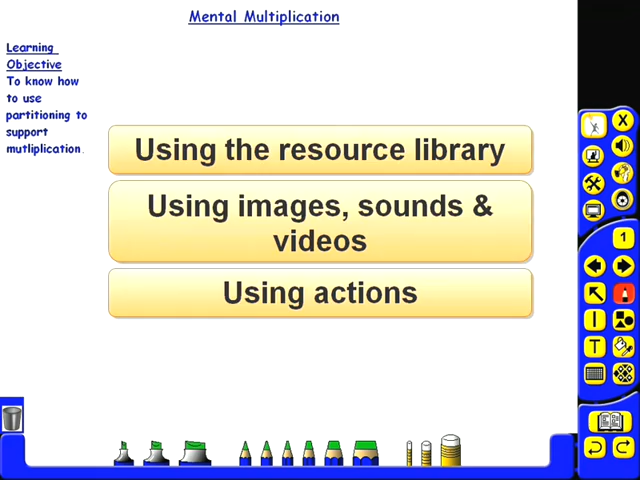 Mental Multiplication
Learning
Objective
To know how
to use
partitioning to
support
mutliplication.
Using the resource library
Using images, sounds &
videos
Using actions
X
1
T